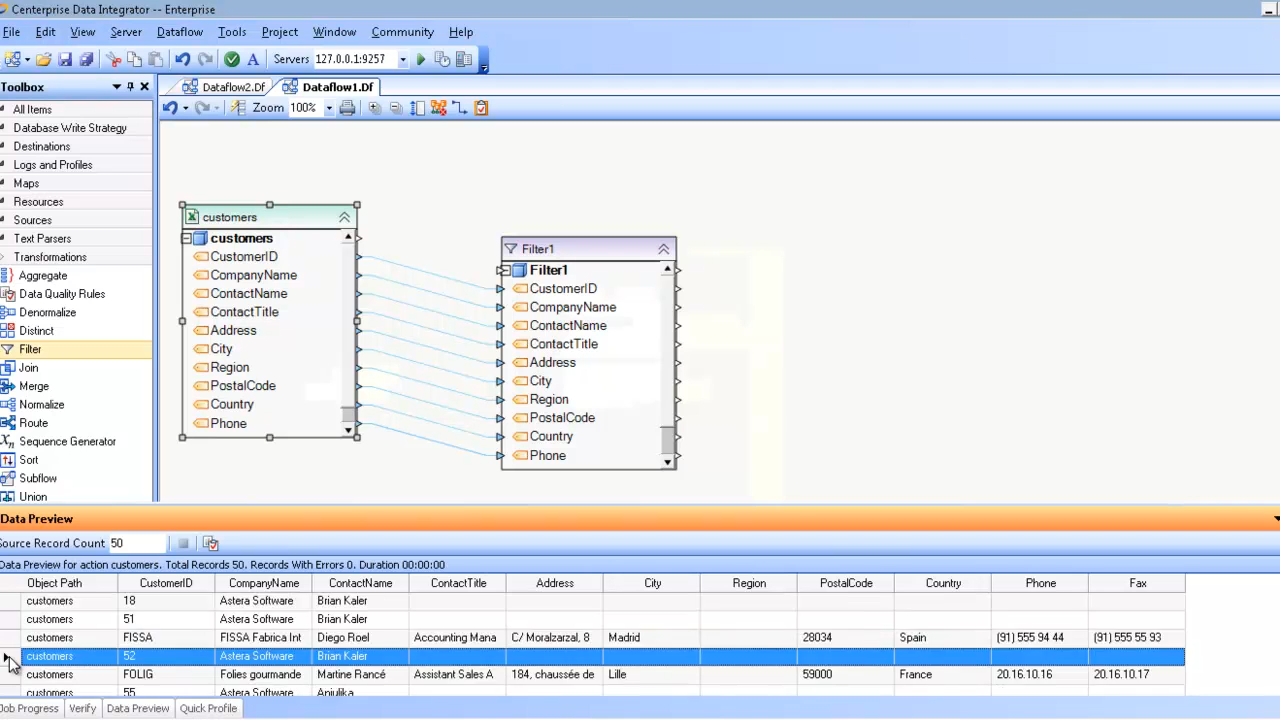 Centerprise Data Integrator -- Enterprise
File Edit View Server Dataflow Tools Project Window Community Help
A Servers 127.0.0.1:9257
Toolbox
Dataflow2.Df Dataflow1.Df
Zoom 100%
All Items
Database Write Strategy
Destinations
Logs and Profiles
Maps
Resources
Sources
Text Parsers
Transformations
Aggregate
Data Quality Rules
Denormalize
Distinct
Filter
Join
Merge
Normalize
Route
Sequence Generator
Sort
Subflow
Union
customers
customers
CustomerID
CompanyName
ContactName
ContactTitle
Address
City
Region
PostalCode
Country
Phone
Filter1
Filter1
CustomerID
CompanyName
ContactName
ContactTitle
Address
City
Region
PostalCode
Country
Phone
Data Preview
Source Record Count 50
Data Preview for action customers. Total Records 50. Records With Errors 0. Duration 00:00:00
Object Path CustomerID CompanyName ContactName ContactTitle Address City Region PostalCode Country Phone Fax
customers 18 Astera Software Brian Kaler
customers 51 Astera Software Brian Kaler
customers FISSA FISSA Fabrica Int Diego Roel Accounting Mana C/ Moralzarzal, 8 Madrid 28034 Spain (91) 555 94 44 (91) 555 55 93
customers 52 Astera Software Brian Kaler
customers FOLIG Folies gourmande Martine Rancé Assistant Sales A 184, chaussée de Lille 59000 France 20.16.10.16 20.16.10.17
customers 55 Astera Software Anjulika
Job Progress Verify Data Preview Quick Profile